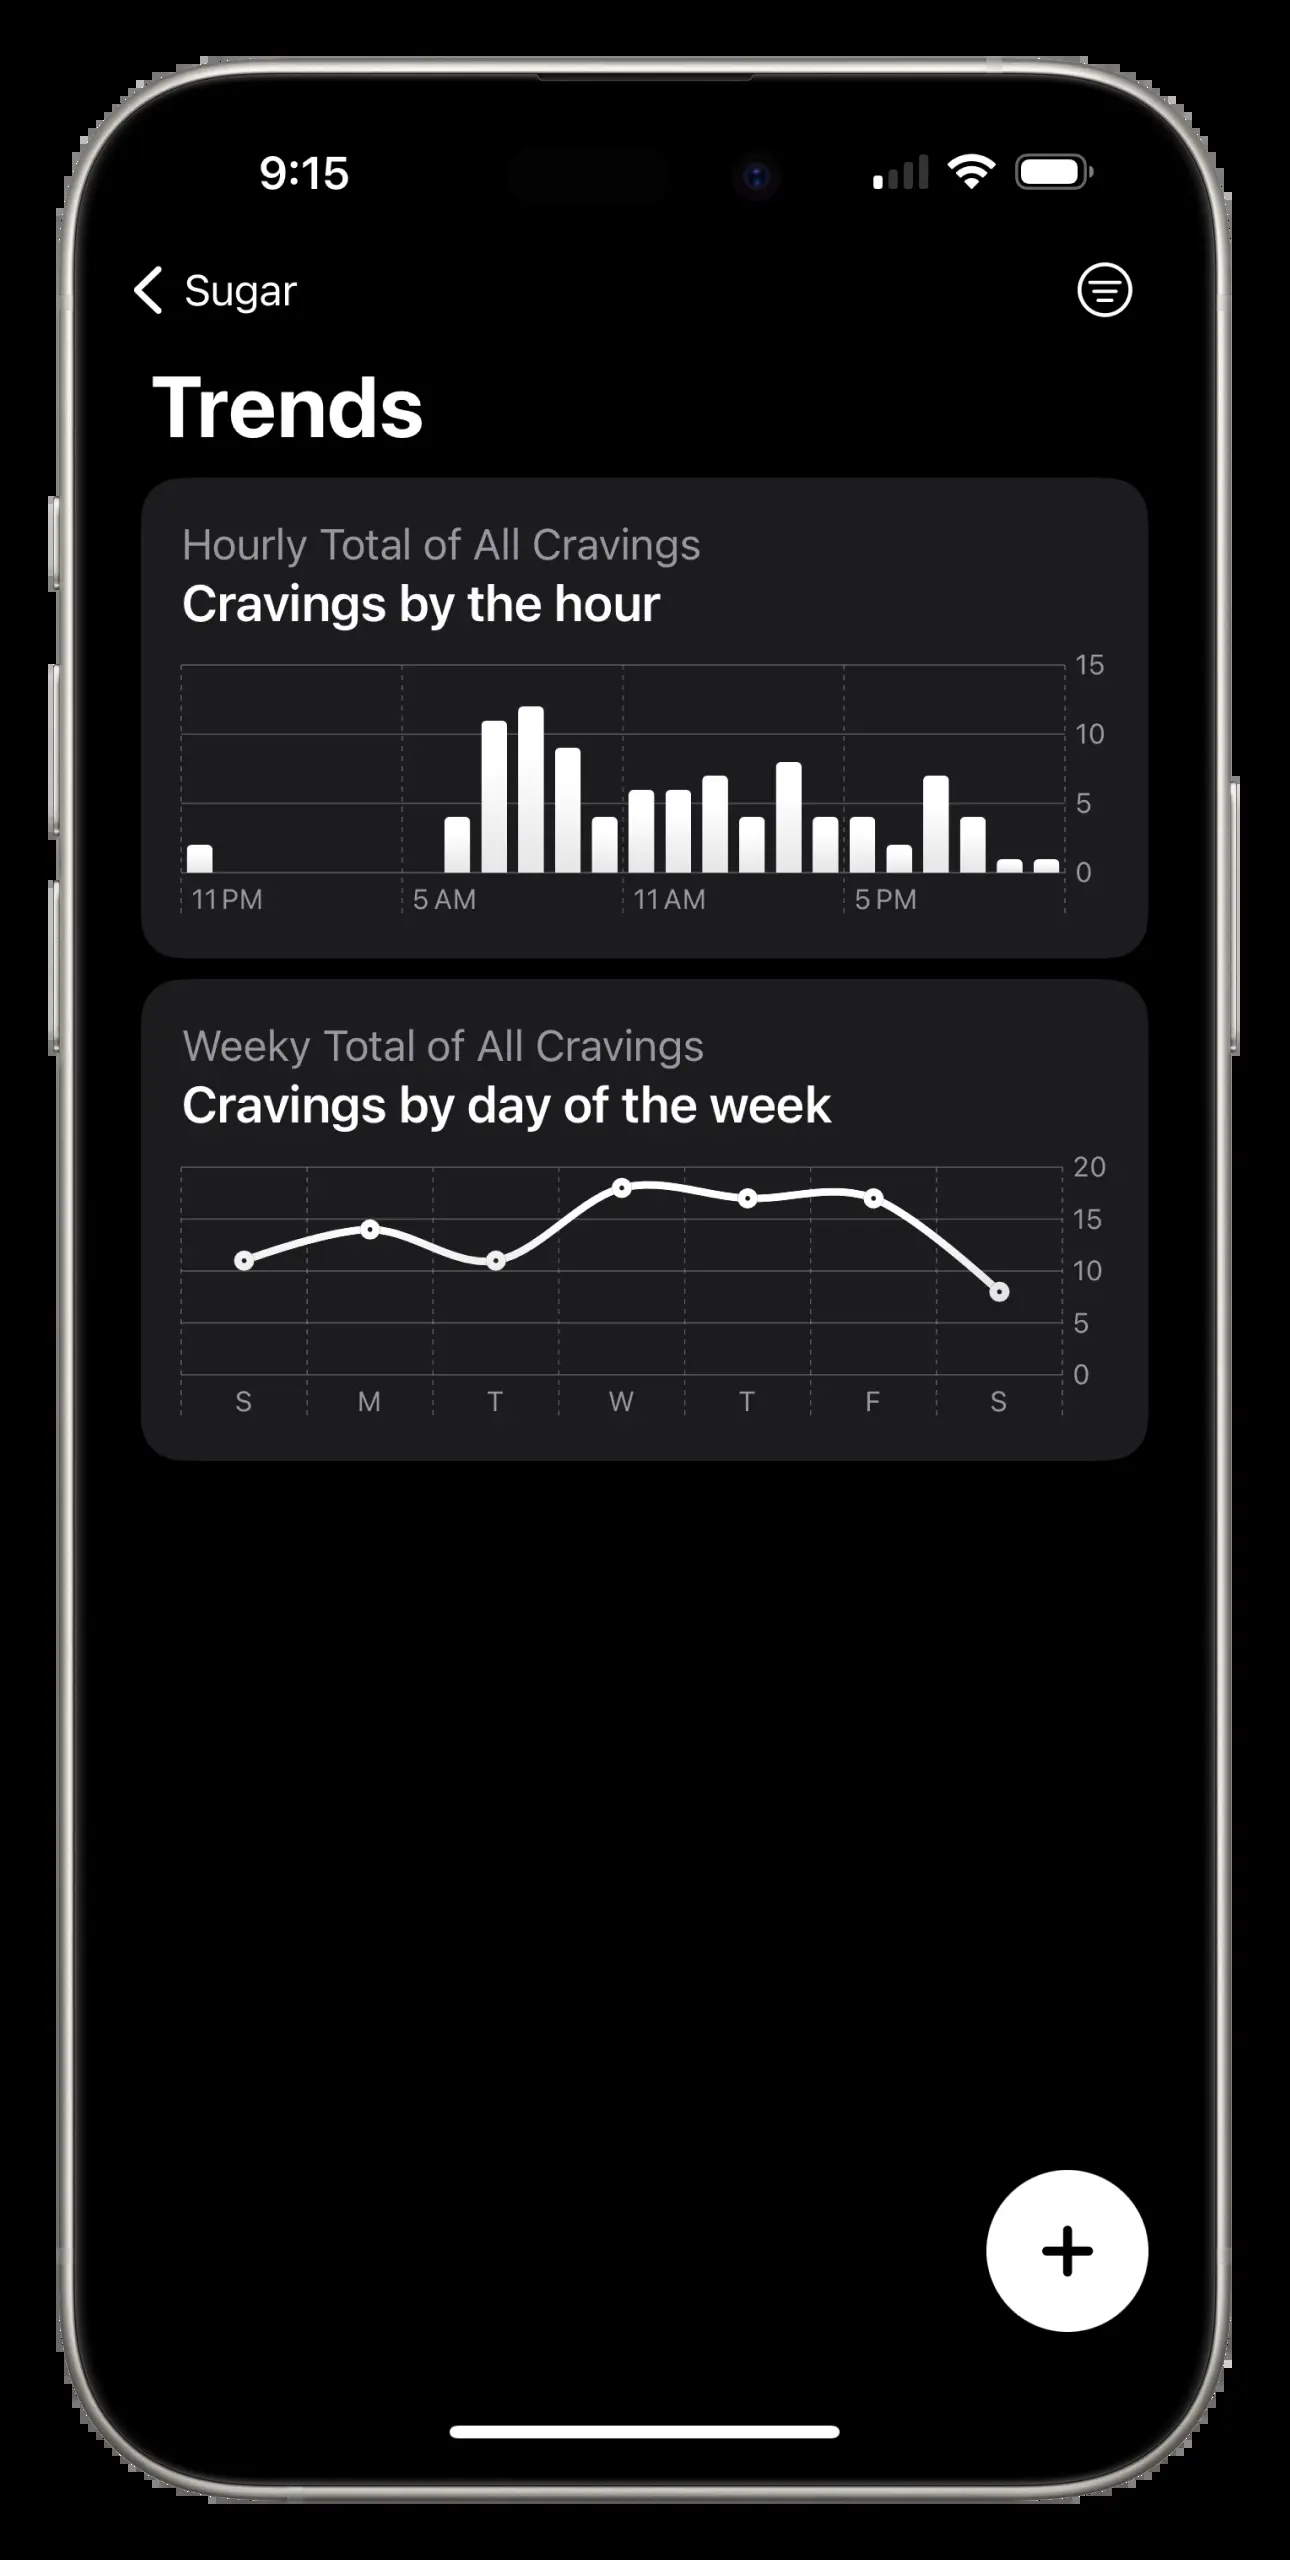 9:15
Sugar
Trends
Hourly Total of All Cravings
Cravings by the hour
15
10
5
0
11 PM
5 AM
11 AM
5 PM
Weeky Total of All Cravings
Cravings by day of the week
20
15
10
5
0
S M T W T F S